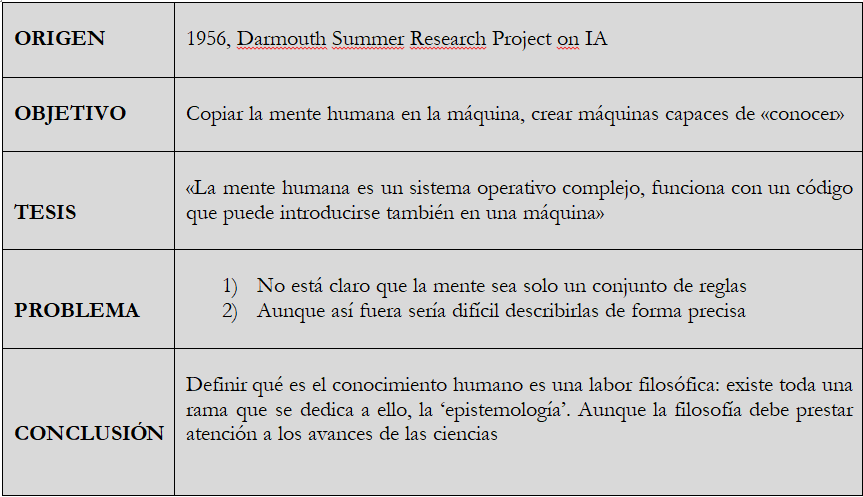 ORIGEN
1956, Darmouth Summer Research Project on IA
OBJETIVO
Copiar la mente humana en la máquina, crear máquinas capaces de «conocer»
TESIS
«La mente humana es un sistema operativo complejo, funciona con un código
que puede introducirse también en una máquina»
PROBLEMA
1) No está claro que la mente sea solo un conjunto de reglas
2) Aunque así fuera sería difícil describirlas de forma precisa
CONCLUSIÓN
Definir qué es el conocimiento humano es una labor filosófica: existe toda una
rama que se dedica a ello, la ‘epistemología’. Aunque la filosofía debe prestar
atención a los avances de las ciencias